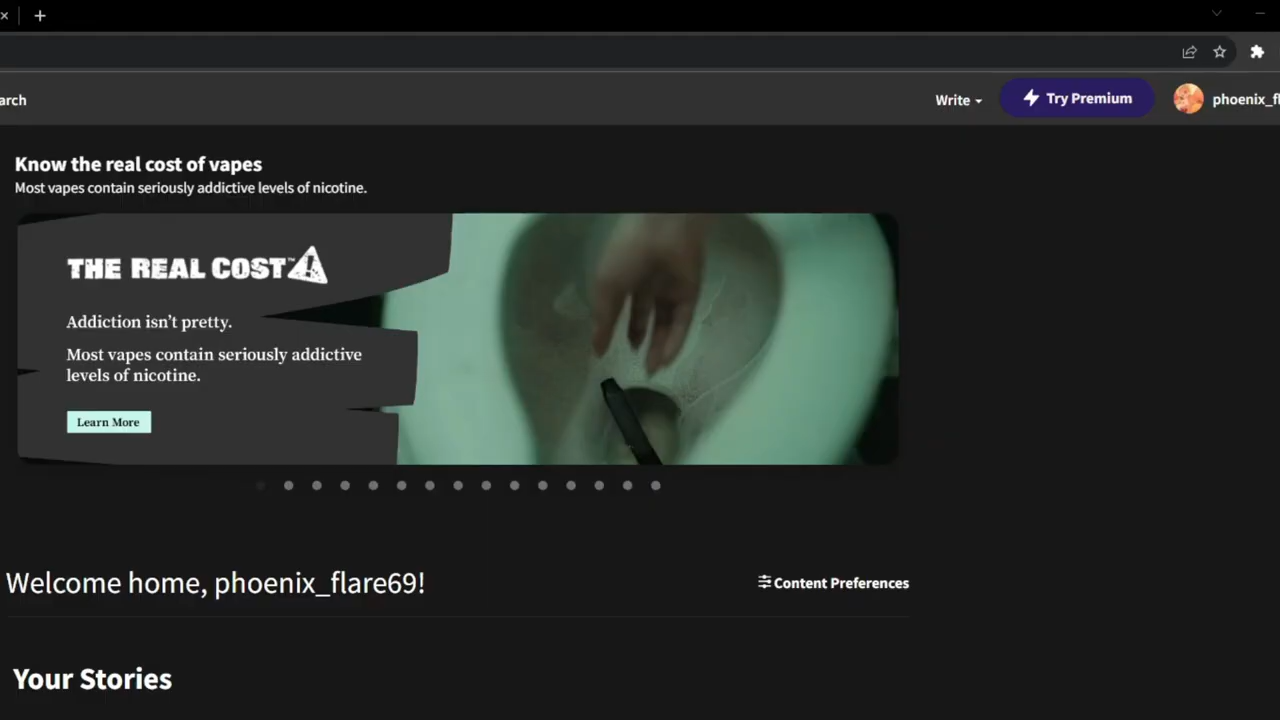 arch
Write
Try Premium
phoenix_fl
Know the real cost of vapes
Most vapes contain seriously addictive levels of nicotine.
THE REAL COST™
Addiction isn't pretty.
Most vapes contain seriously addictive
levels of nicotine.
Learn More
Welcome home, phoenix_flare69!
Content Preferences
Your Stories